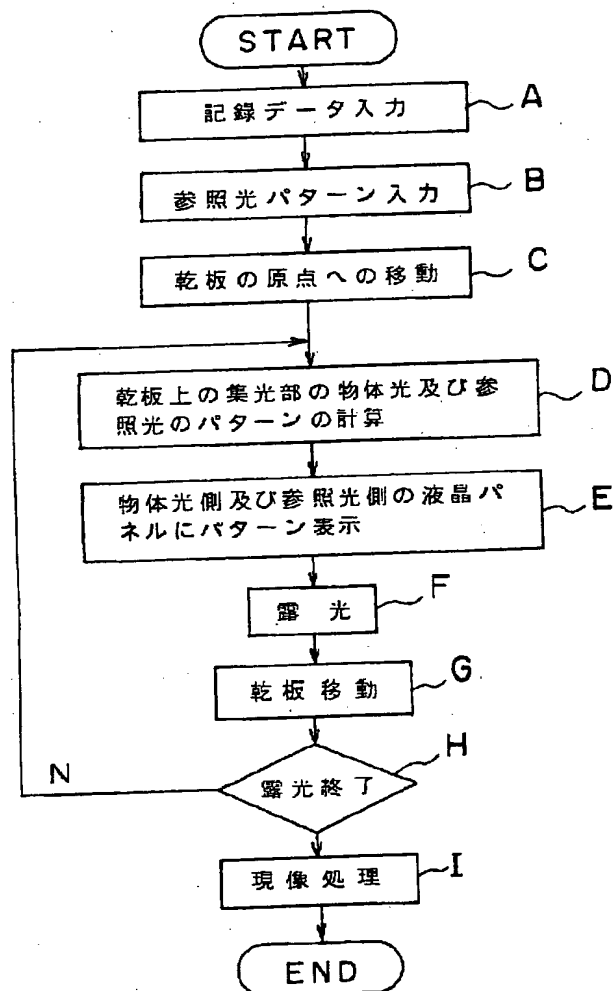 START
記録データ入力
A
参照光パターン入力
B
乾板の原点への移動
C
乾板上の集光部の物体光及び参
照光のパターンの計算
D
物体光側及び参照光側の液晶パ
ネルにパターン表示
E
露光
F
乾板移動
G
露光終了
H
N
現像処理
I
END